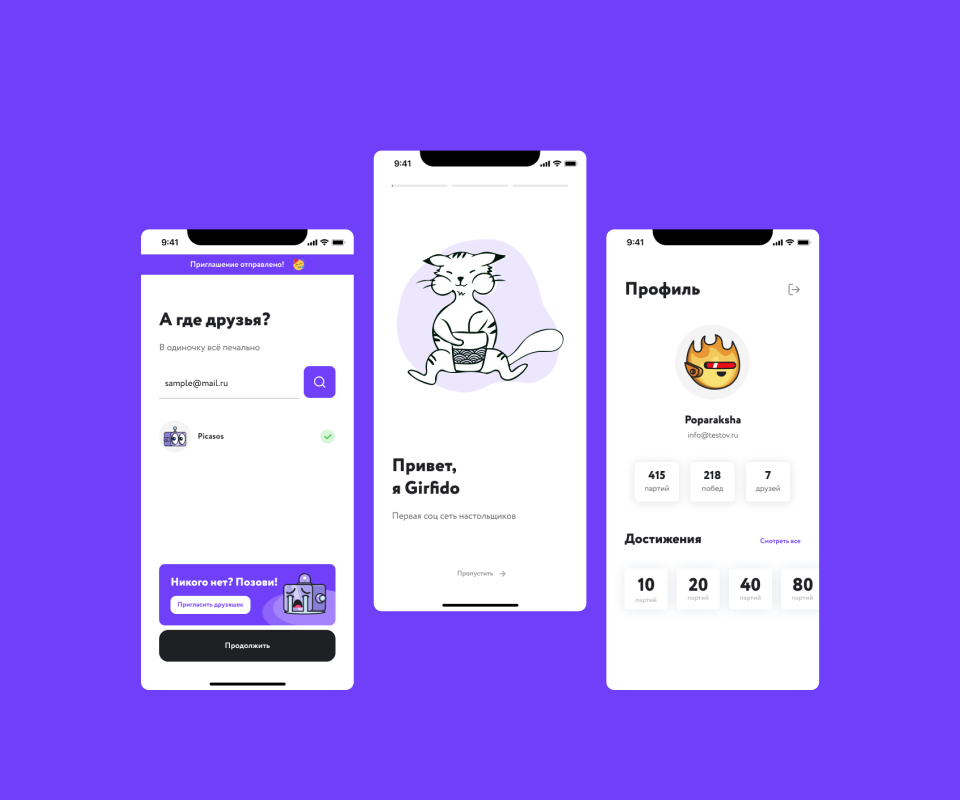 9:41
Приглашение отправлено!
А где друзья?
В одиночку всё печально
sample@mail.ru
Picasos
Никого нет? Позови!
Пригласить друзяшек
Продолжить
9:41
Привет,
я Girfido
Первая соц сеть настольщиков
Пропустить
9:41
Профиль
Poparaksha
info@testov.ru
415 218 7
партий побед друзей
Достижения Смотреть все
10 20 40 80
партий партий партий партий